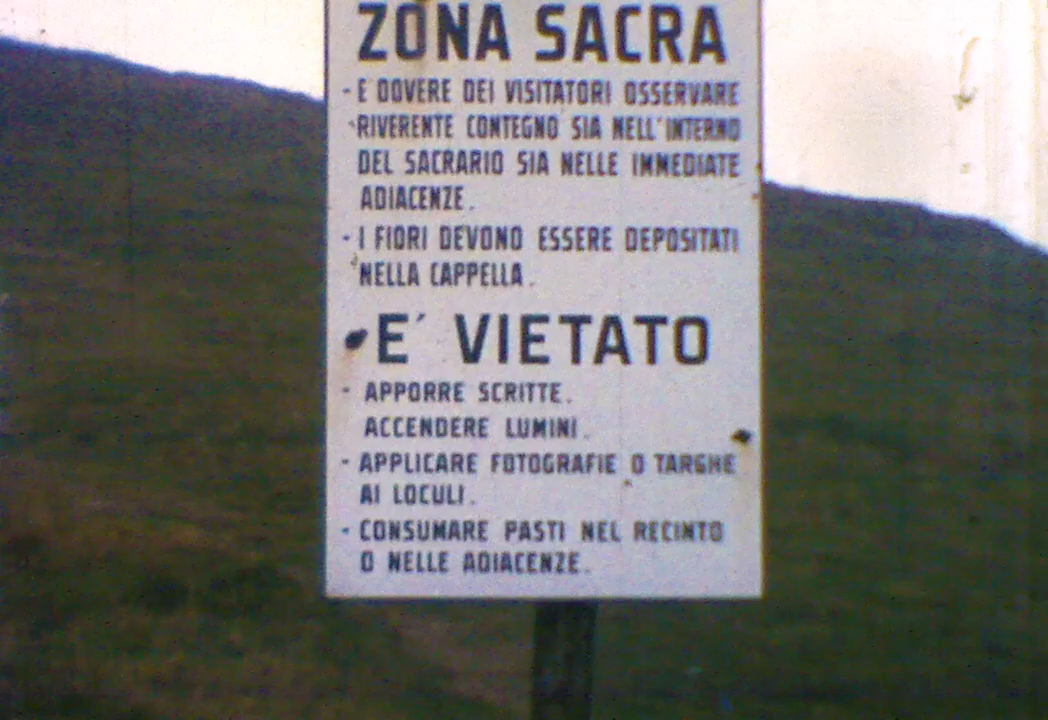 ZONA SACRA
- E' DOVERE DEI VISITATORI OSSERVARE
RIVERENTE CONTEGNO SIA NELL'INTERNO
DEL SACRARIO SIA NELLE IMMEDIATE
ADIACENZE.
- I FIORI DEVONO ESSERE DEPOSITATI
NELLA CAPPELLA.
E' VIETATO
- APPORRE SCRITTE.
ACCENDERE LUMINI.
- APPLICARE FOTOGRAFIE O TARGHE
AI LOCULI.
- CONSUMARE PASTI NEL RECINTO
O NELLE ADIACENZE.